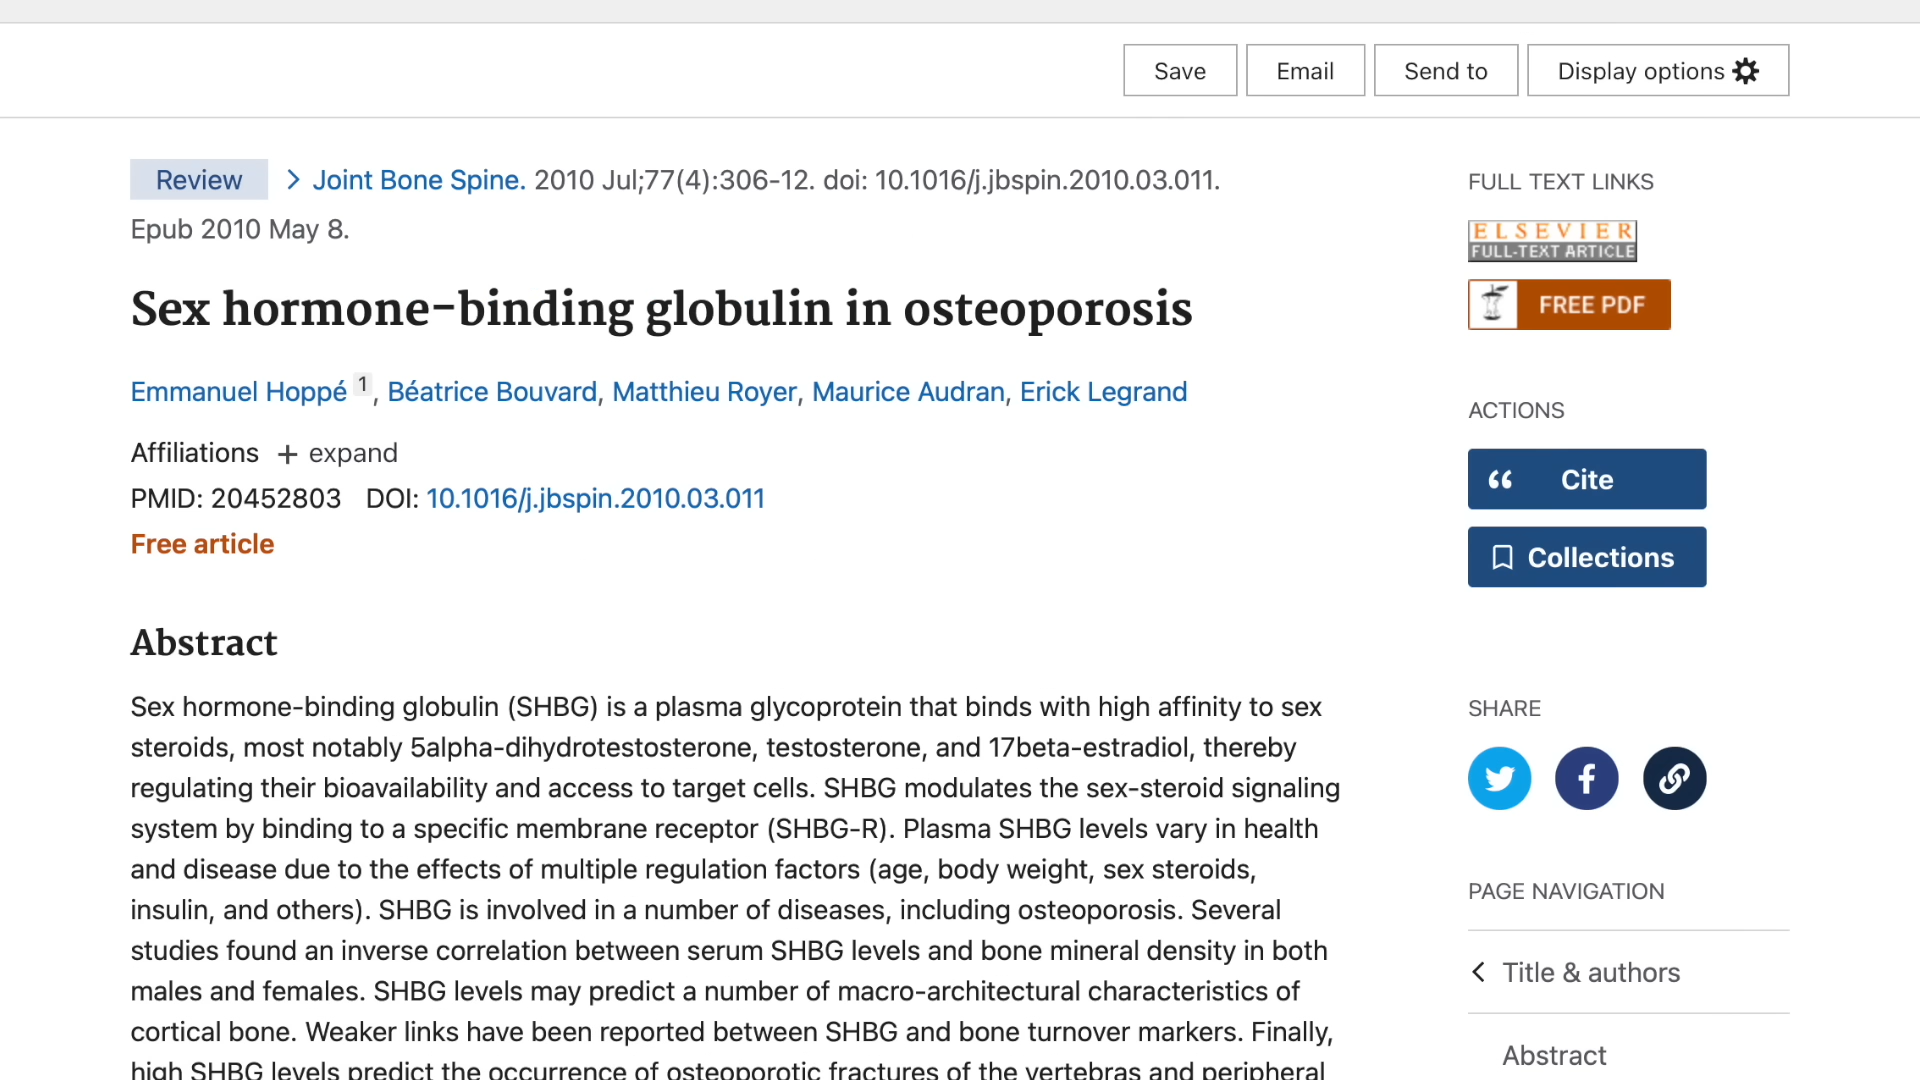 Save Email Send to Display options
Review Joint Bone Spine. 2010 Jul;77(4):306-12. doi: 10.1016/j.jbspin.2010.03.011.
Epub 2010 May 8.
Sex hormone-binding globulin in osteoporosis
Emmanuel Hoppé 1, Béatrice Bouvard, Matthieu Royer, Maurice Audran, Erick Legrand
Affiliations + expand
PMID: 20452803 DOI: 10.1016/j.jbspin.2010.03.011
Free article
Abstract
Sex hormone-binding globulin (SHBG) is a plasma glycoprotein that binds with high affinity to sex
steroids, most notably 5alpha-dihydrotestosterone, testosterone, and 17beta-estradiol, thereby
regulating their bioavailability and access to target cells. SHBG modulates the sex-steroid signaling
system by binding to a specific membrane receptor (SHBG-R). Plasma SHBG levels vary in health
and disease due to the effects of multiple regulation factors (age, body weight, sex steroids,
insulin, and others). SHBG is involved in a number of diseases, including osteoporosis. Several
studies found an inverse correlation between serum SHBG levels and bone mineral density in both
males and females. SHBG levels may predict a number of macro-architectural characteristics of
cortical bone. Weaker links have been reported between SHBG and bone turnover markers. Finally,
high SHBG levels predict the occurrence of osteoporotic fractures of the vertebras and peripheral
FULL TEXT LINKS
ELSEVIER
FULL-TEXT ARTICLE
FREE PDF
ACTIONS
Cite
Collections
SHARE
PAGE NAVIGATION
Title & authors
Abstract